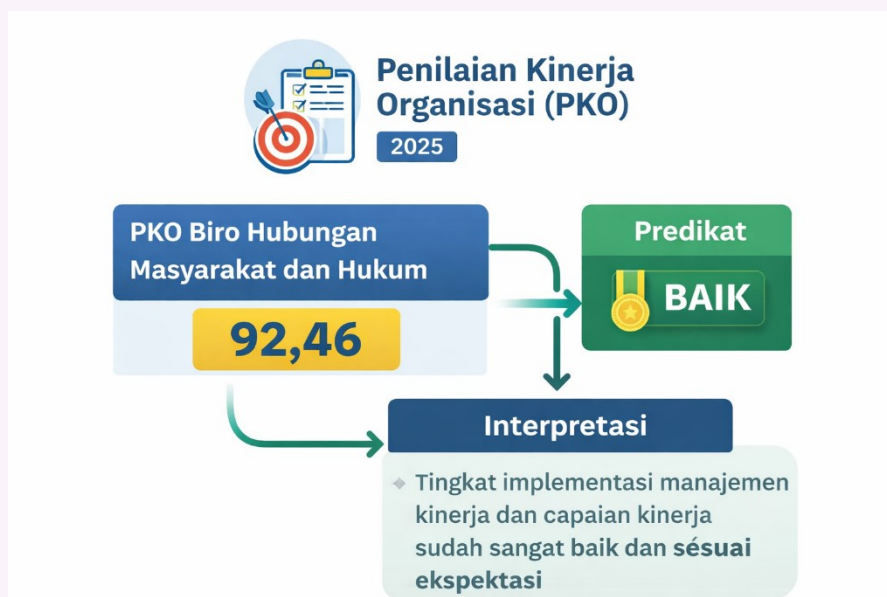 Penilaian Kinerja
Organisasi (PKO)
2025
PKO Biro Hubungan
Masyarakat dan Hukum
92,46
Predikat
BAIK
Interpretasi
Tingkat implementasi manajemen
kinerja dan capaian kinerja
sudah sangat baik dan sésuai
ekspektasi